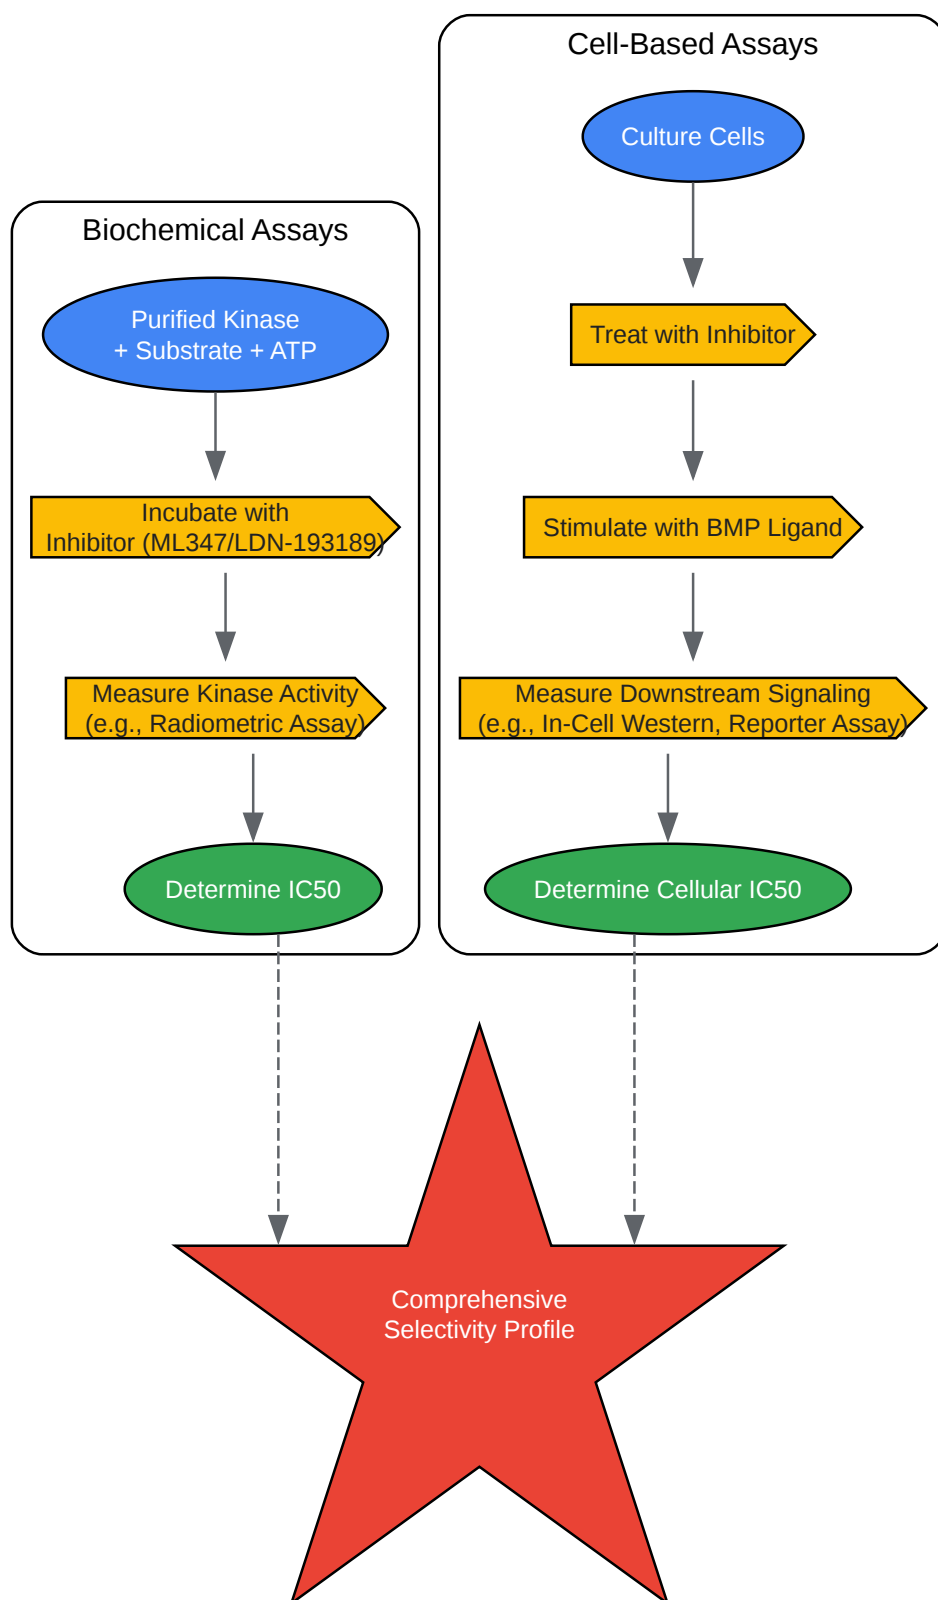 Biochemical Assays
Purified Kinase
+ Substrate + ATP
Incubate with
Inhibitor (ML347/LDN-193189)
Measure Kinase Activity
(e.g., Radiometric Assay)
Determine IC50
Cell-Based Assays
Culture Cells
Treat with Inhibitor
Stimulate with BMP Ligand
Measure Downstream Signaling
(e.g., In-Cell Western, Reporter Assay)
Determine Cellular IC50
Comprehensive
Selectivity Profile